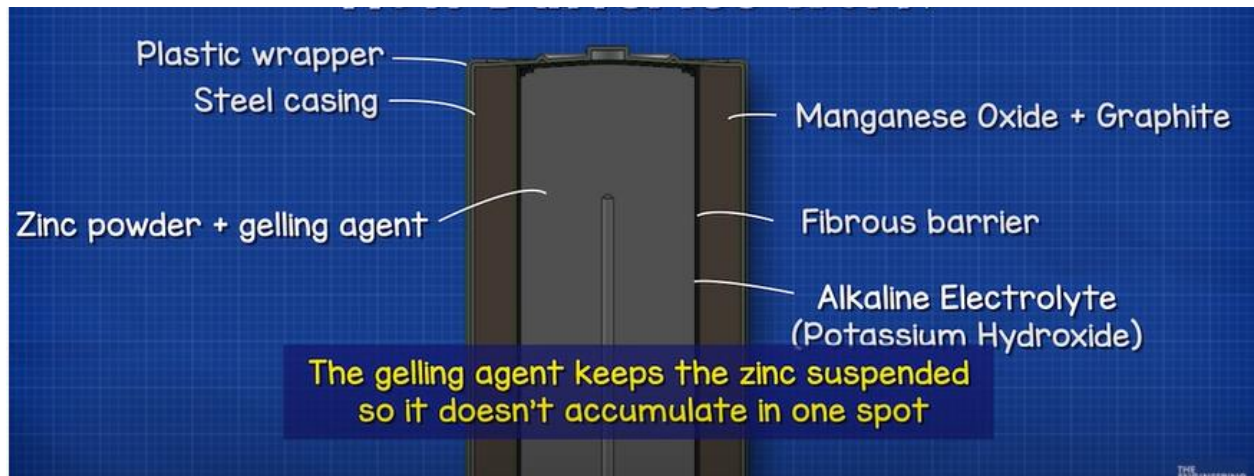 Plastic wrapper
Steel casing
Manganese Oxide + Graphite
Zinc powder + gelling agent
Fibrous barrier
Alkaline Electrolyte
(Potassium Hydroxide)
The gelling agent keeps the zinc suspended
so it doesn't accumulate in one spot
THE